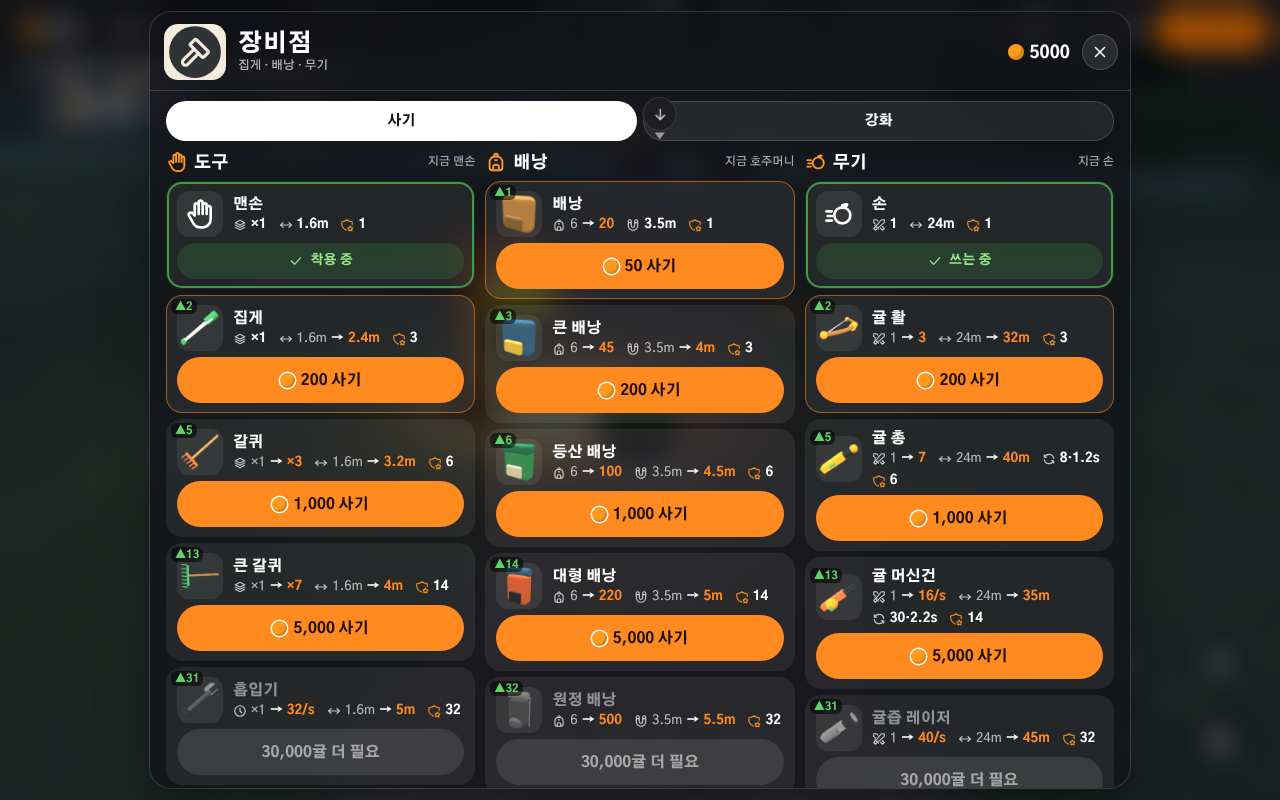 장비점
집게 · 배낭 · 무기
5000
사기
강화
도구
지금 맨손
맨손
×1 1.6m 1
착용 중
▲2
집게
×1 1.6m → 2.4m 3
200 사기
▲5
갈퀴
×1 → ×3 1.6m → 3.2m 6
1,000 사기
▲13
큰 갈퀴
×1 → ×7 1.6m → 4m 14
5,000 사기
▲31
흡입기
×1 → 32/s 1.6m → 5m 32
30,000귤 더 필요
배낭
지금 호주머니
▲1
배낭
6 → 20 3.5m 1
50 사기
▲3
큰 배낭
6 → 45 3.5m → 4m 3
200 사기
▲6
등산 배낭
6 → 100 3.5m → 4.5m 6
1,000 사기
▲14
대형 배낭
6 → 220 3.5m → 5m 14
5,000 사기
▲32
원정 배낭
6 → 500 3.5m → 5.5m 32
30,000귤 더 필요
무기
지금 손
손
1 24m 1
쓰는 중
▲2
귤 활
1 → 3 24m → 32m 3
200 사기
▲5
귤 총
1 → 7 24m → 40m 8·1.2s
6
1,000 사기
▲13
귤 머신건
1 → 16/s 24m → 35m
30·2.2s 14
5,000 사기
▲31
귤즙 레이저
1 → 40/s 24m → 45m 32
30,000귤 더 필요